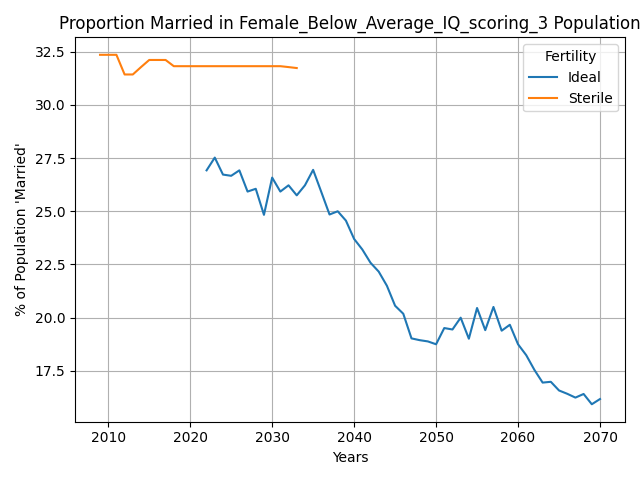 Proportion Married in Female_Below_Average_IQ_scoring_3 Population
% of Population 'Married'
32.5
30.0
27.5
25.0
22.5
20.0
17.5
Fertility
Ideal
Sterile
2010 2020 2030 2040 2050 2060 2070
Years